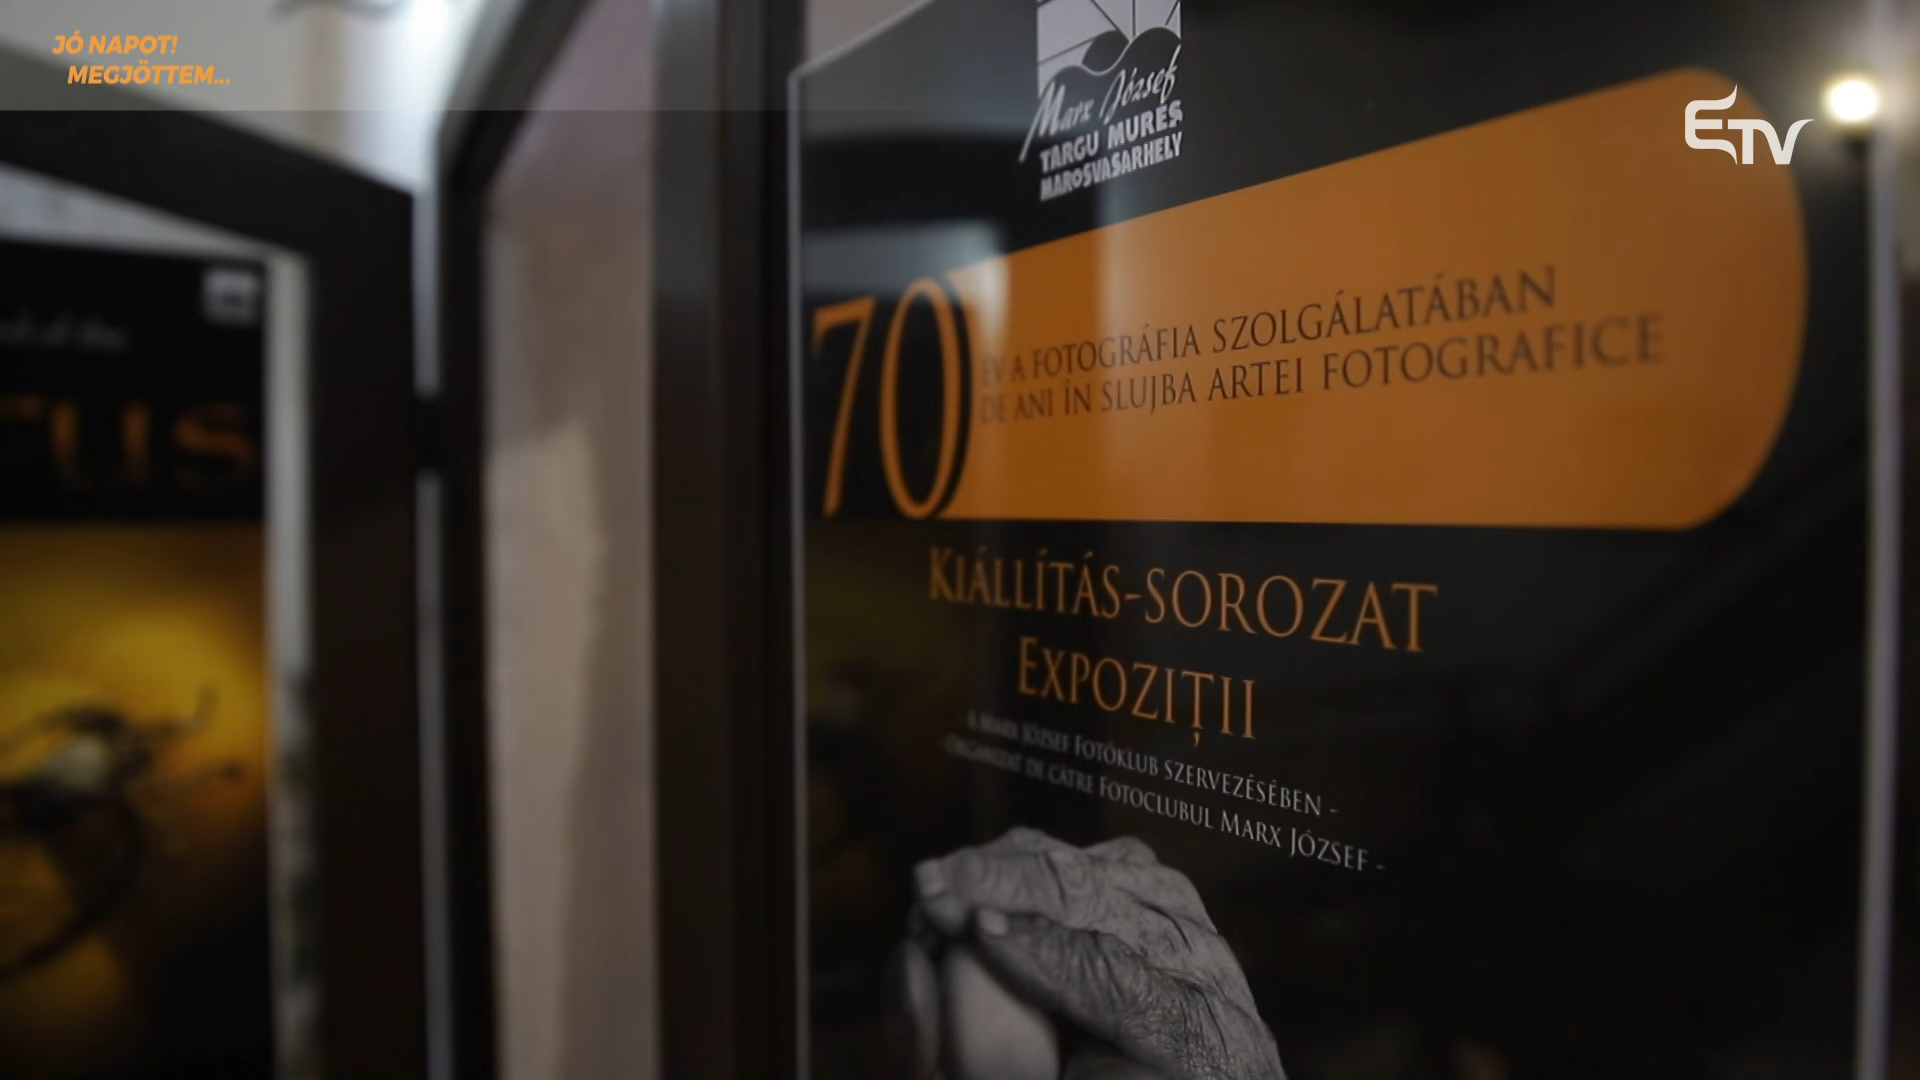 JÓ NAPOT!
MEGJÖTTEM...
ETV
Marx József
TARGU MURES
MAROSVASARHELY
70
ÉV A FOTOGRÁFIA SZOLGÁLATÁBAN
DE ANI ÎN SLUJBA ARTEI FOTOGRAFICE
KIÁLLÍTÁS-SOROZAT
EXPOZIȚII
- A MARX JÓZSEF FOTÓKLUB SZERVEZÉSÉBEN -
- ORGANIZAT DE CĂTRE FOTOCLUBUL MARX JÓZSEF -